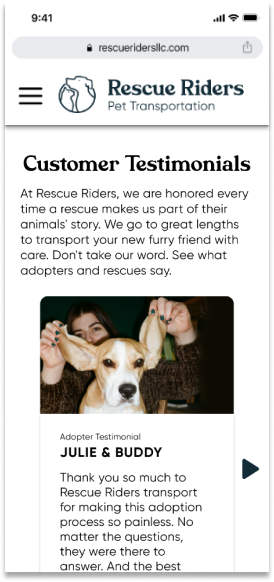 9:41
rescueridersllc.com
Rescue Riders
Pet Transportation
Customer Testimonials
At Rescue Riders, we are honored every
time a rescue makes us part of their
animals' story. We go to great lengths
to transport your new furry friend with
care. Don't take our word. See what
adopters and rescues say.
Adopter Testimonial
JULIE & BUDDY
Thank you so much to
Rescue Riders transport
for making this adoption
process so painless. No
matter the questions,
they were there to
answer. And the best